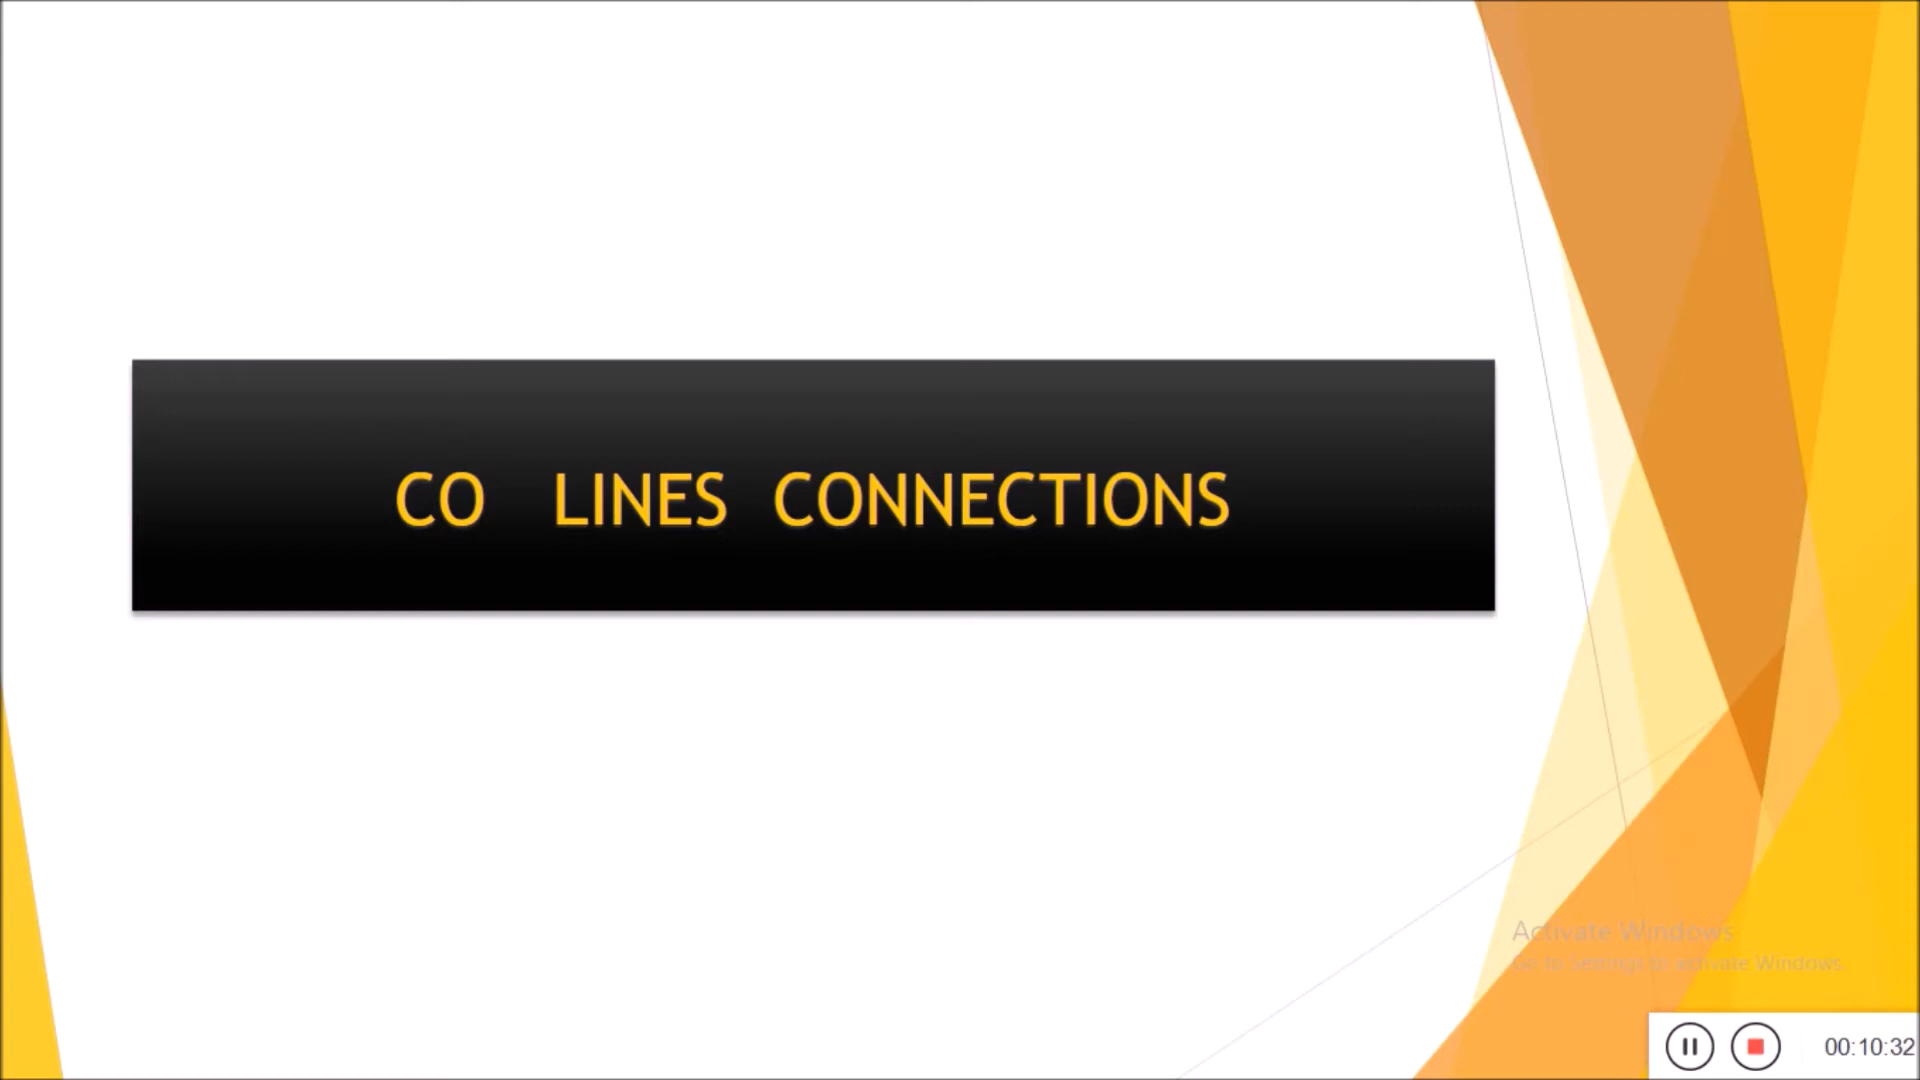 CO LINES CONNECTIONS
Activate Windows
Go to Settings to activate Windows.
00:10:32